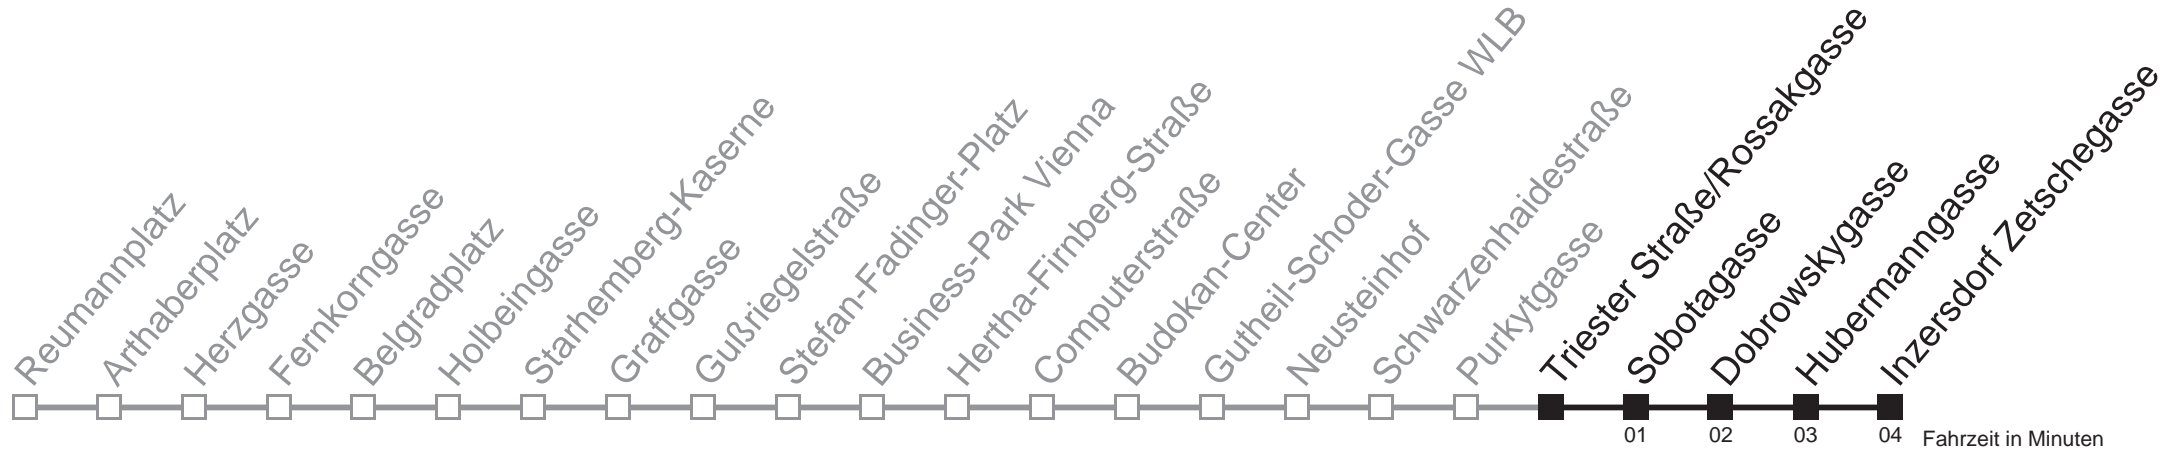 Reumannplatz
Arthaberplatz
Herzgasse
Fernkorngasse
Belgradplatz
Holbeingasse
Starhemberg-Kaserne
Graffgasse
Gußriegelstraße
Stefan-Fadinger-Platz
Business-Park Vienna
Hertha-Firnberg-Straße
Computerstraße
Budokan-Center
Gutheil-Schoder-Gasse WLB
Neusteinhof
Schwarzenhaidestraße
Purkytgasse
Triester Straße/Rossakgasse
Sobotagasse
Dobrowskygasse
Hubermanngasse
Inzersdorf Zetschegasse
01 02 03 04 Fahrzeit in Minuten